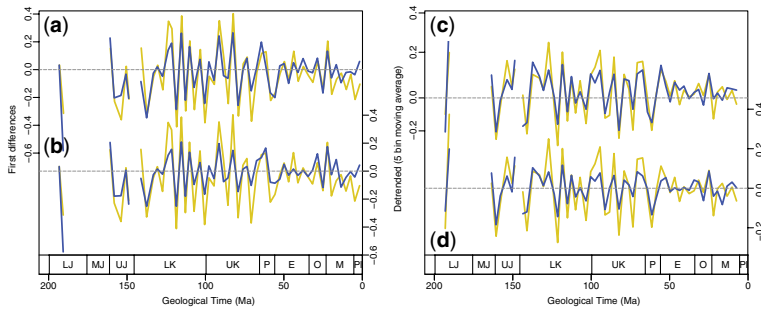 (a)
0.4
0.2
0.0
-0.2
-0.4
-0.6
First differences
(b)
0.4
0.2
0.0
-0.2
-0.4
-0.6
LJ MJ UJ LK UK P E O M Pl
200 150 100 50 0
Geological Time (Ma)
(c)
0.4
0.2
0.0
-0.2
Detrended (5 bin moving average)
(d)
0.4
0.2
0.0
-0.2
LJ MJ UJ LK UK P E O M Pl
200 150 100 50 0
Geological Time (Ma)